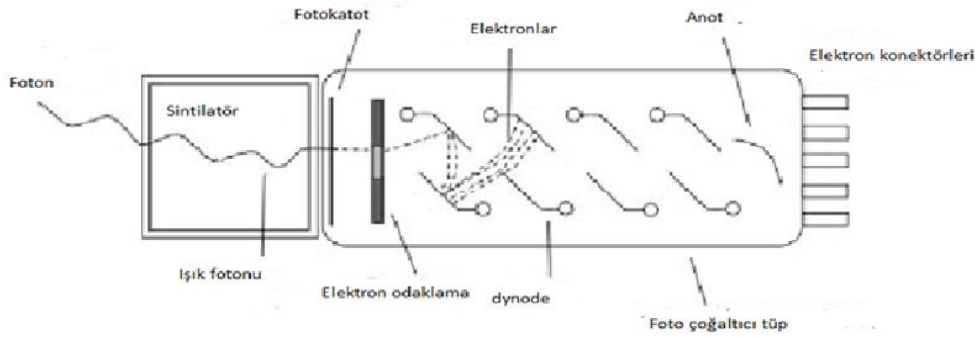 Fotokatot
Elektronlar
Anot
Elektron konektörleri
Foton
Sintilatör
Işık fotonu
Elektron odaklama
dynode
Foto çoğaltıcı tüp